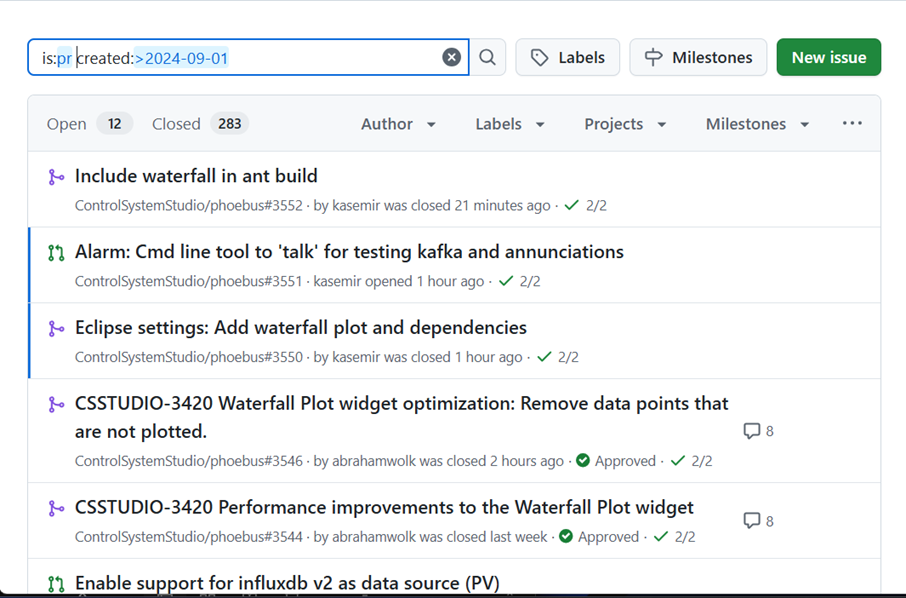 is:pr created:>2024-09-01
Labels
Milestones
New issue
Open 12 Closed 283 Author Labels Projects Milestones
Include waterfall in ant build
ControlSystemStudio/phoebus#3552 · by kasemir was closed 21 minutes ago · 2/2
Alarm: Cmd line tool to 'talk' for testing kafka and annunciations
ControlSystemStudio/phoebus#3551 · kasemir opened 1 hour ago · 2/2
Eclipse settings: Add waterfall plot and dependencies
ControlSystemStudio/phoebus#3550 · by kasemir was closed 1 hour ago · 2/2
CSSTUDIO-3420 Waterfall Plot widget optimization: Remove data points that
are not plotted.
8
ControlSystemStudio/phoebus#3546 · by abrahamwolk was closed 2 hours ago · Approved · 2/2
CSSTUDIO-3420 Performance improvements to the Waterfall Plot widget
8
ControlSystemStudio/phoebus#3544 · by abrahamwolk was closed last week · Approved · 2/2
Enable support for influxdb v2 as data source (PV)